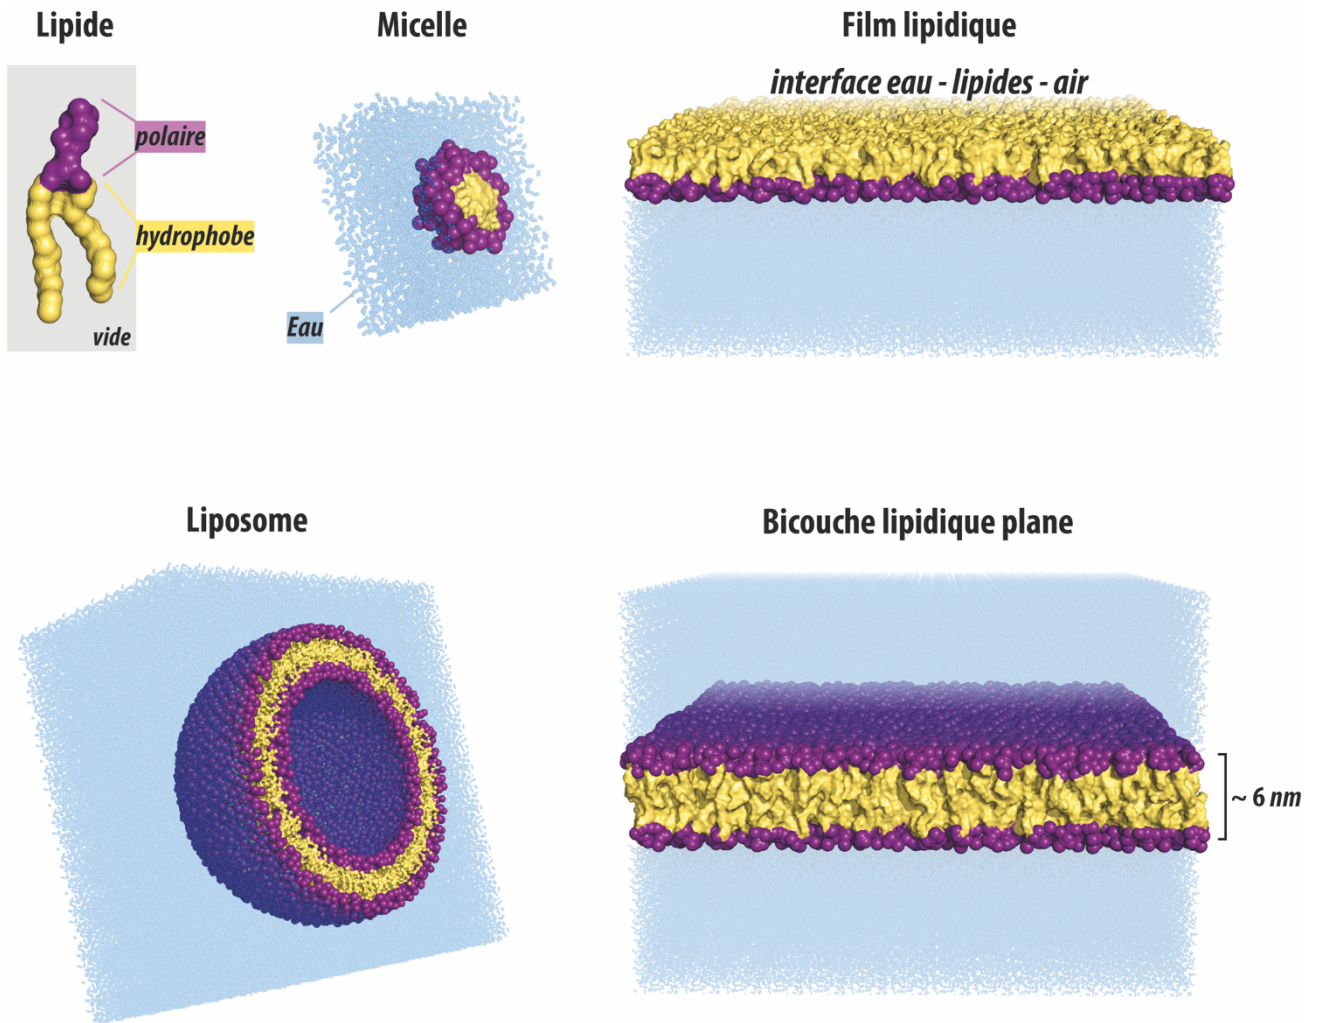 Lipide
Micelle
Film lipidique
interface eau - lipides - air
polaire
hydrophobe
vide
Eau
Liposome
Bicouche lipidique plane
~ 6 nm